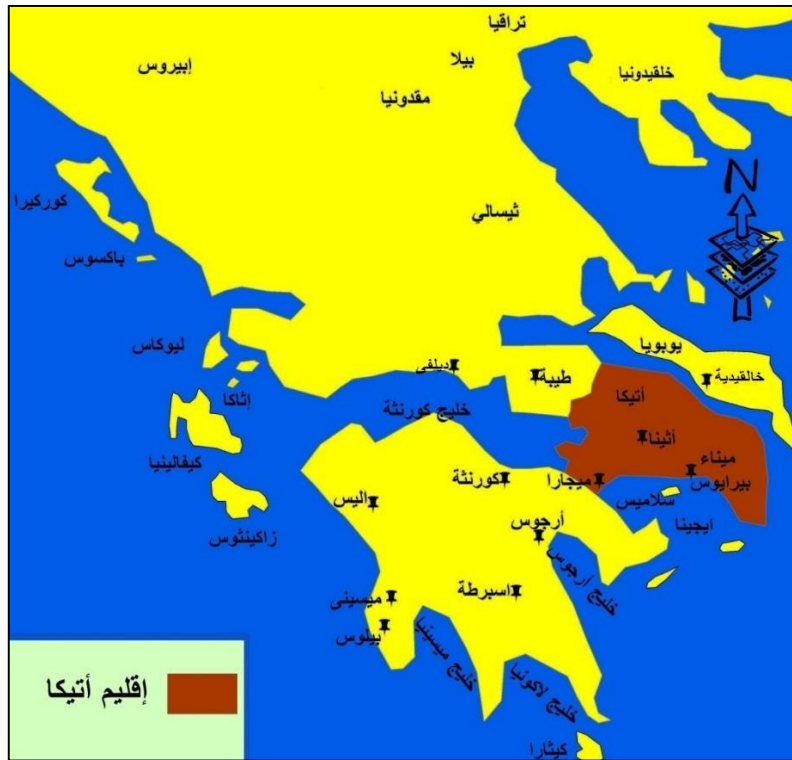 تراقيا
بيلا
إبيروس
خلقيدونيا
مقدونيا
N
كوركيرا
ثيسالي
باكسوس
ليوكاس
يوبويا
ديلفى
طيبة
خالقيدية
إثاكا
أتيكا
خليج كورنثة
أثينا
كيفالينيا
ميناء
بيرايوس
كورنثة
ميجارا
اليس
سلاميس
زاكينثوس
أرجوس
ايجينا
خليج أرجوس
ميسينى
اسبرطة
بيلوس
خليج ميسينيا
خليج لاكونيا
إقليم أتيكا
كيثارا